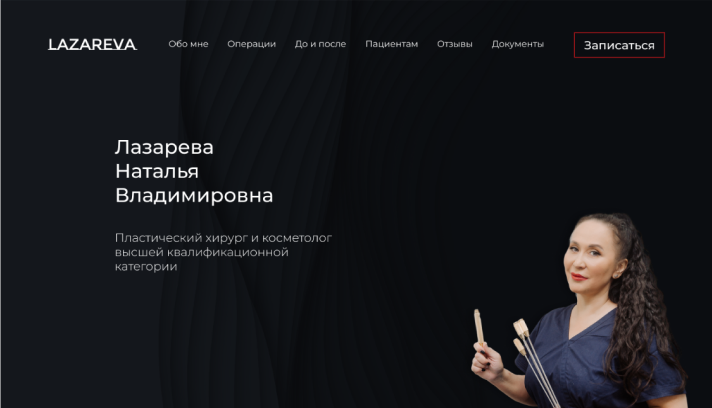 LAZAREVA Обо мне Операции До и после Пациентам Отзывы Документы Записаться
Лазарева
Наталья
Владимировна
Пластический хирург и косметолог
высшей квалификационной
категории